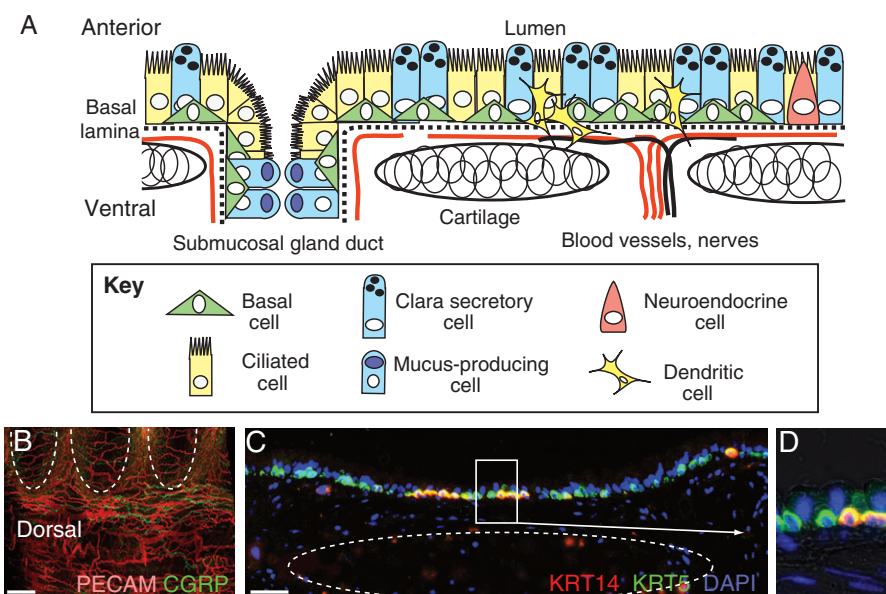 A
Anterior
Lumen
Basal
lamina
Ventral
Cartilage
Submucosal gland duct
Blood vessels, nerves
Key
Basal
cell
Clara secretory
cell
Neuroendocrine
cell
Ciliated
cell
Mucus-producing
cell
Dendritic
cell
B
Dorsal
PECAM CGRP
C
KRT14 KRT5 DAPI
D